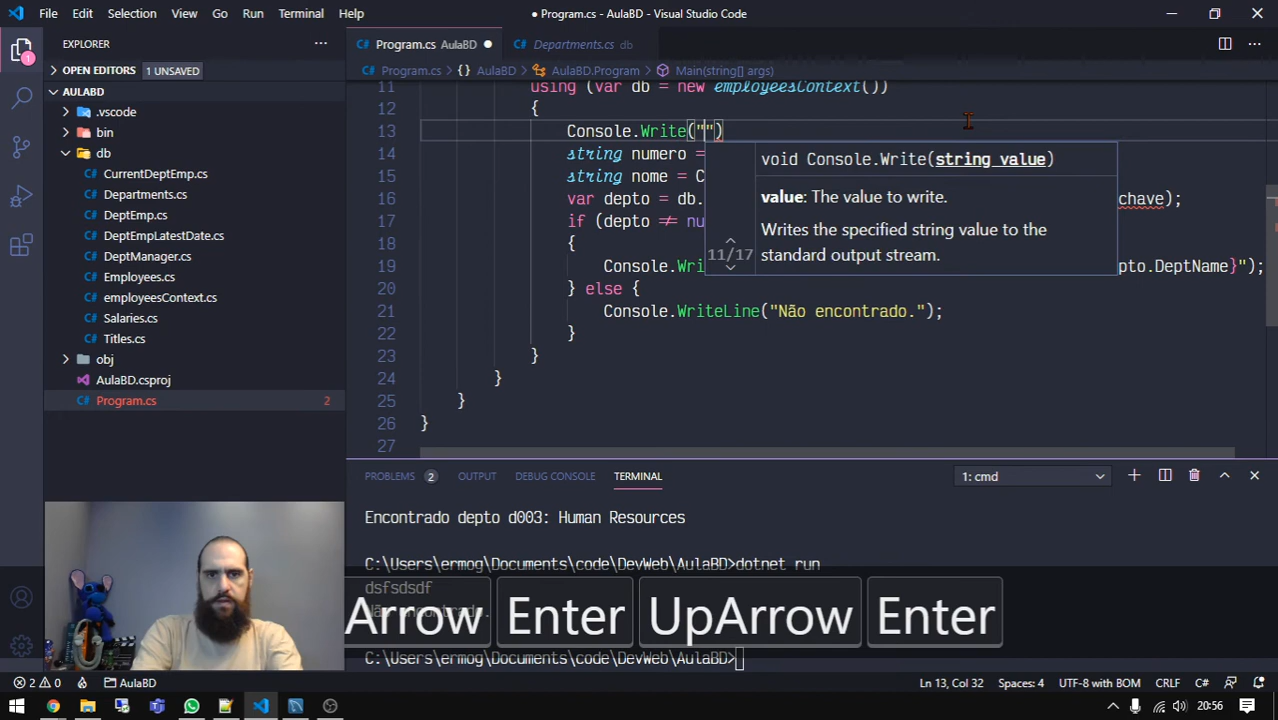 File Edit Selection View Go Run Terminal Help
● Program.cs - AulaBD - Visual Studio Code
EXPLORER
Program.cs AulaBD ●
Departments.cs db
OPEN EDITORS 1 UNSAVED
Program.cs > {} AulaBD > AulaBD.Program > Main(string[] args)
AULABD
.vscode
bin
db
CurrentDeptEmp.cs
Departments.cs
DeptEmp.cs
DeptEmpLatestDate.cs
DeptManager.cs
Employees.cs
employeesContext.cs
Salaries.cs
Titles.cs
obj
AulaBD.csproj
Program.cs 2
1
11 using (var db = new employeesContext())
12 {
13 Console.Write("")
14 string numero =
15 string nome = C
16 var depto = db. chave);
17 if (depto ≠ nu
18 {
19 Console.Wri pto.DeptName}");
20 } else {
21 Console.WriteLine("Não encontrado.");
22 }
23 }
24 }
25 }
26 }
27
void Console.Write(string value)
value: The value to write.
Writes the specified string value to the
11/17 standard output stream.
PROBLEMS 2 OUTPUT DEBUG CONSOLE TERMINAL
1: cmd
Encontrado depto d003: Human Resources
C:\Users\ermog\Documents\code\DevWeb\AulaBD>dotnet run
dsfsdsdf
Não encontrado.
C:\Users\ermog\Documents\code\DevWeb\AulaBD>
Arrow Enter UpArrow Enter
2 0 AulaBD
Ln 13, Col 32 Spaces: 4 UTF-8 with BOM CRLF C#
20:56